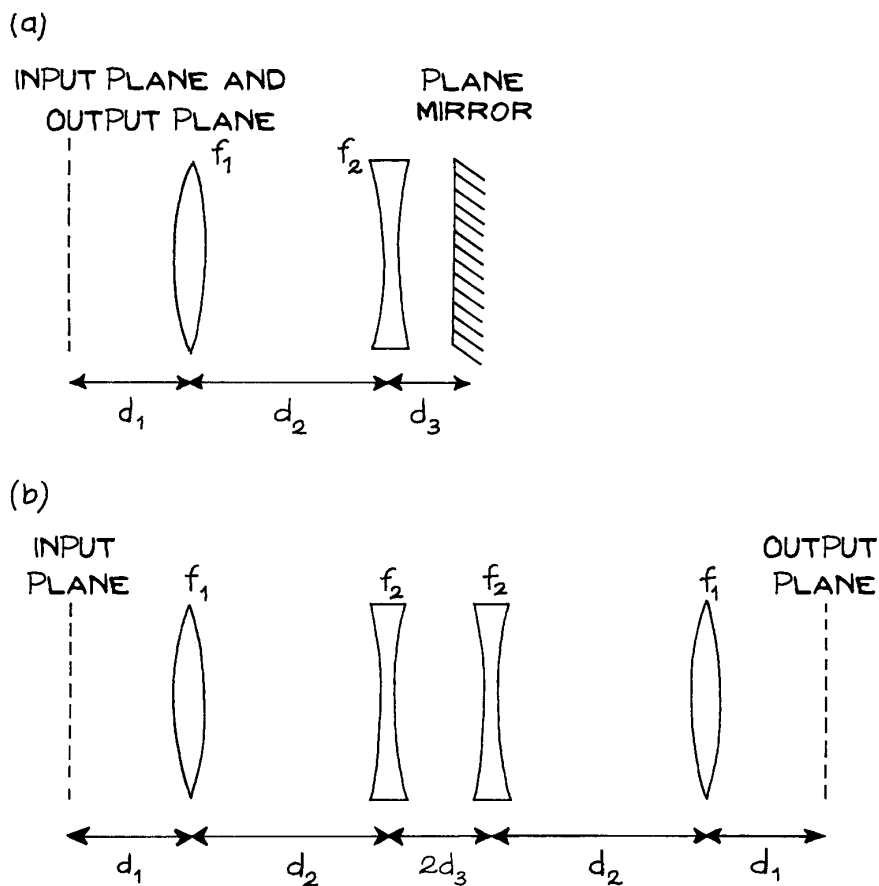 (a)
INPUT PLANE AND
OUTPUT PLANE
PLANE
MIRROR
f₁
f₂
d₁
d₂
d₃
(b)
INPUT
PLANE
f₁
f₂
f₂
f₁
OUTPUT
PLANE
d₁
d₂
2d₃
d₂
d₁